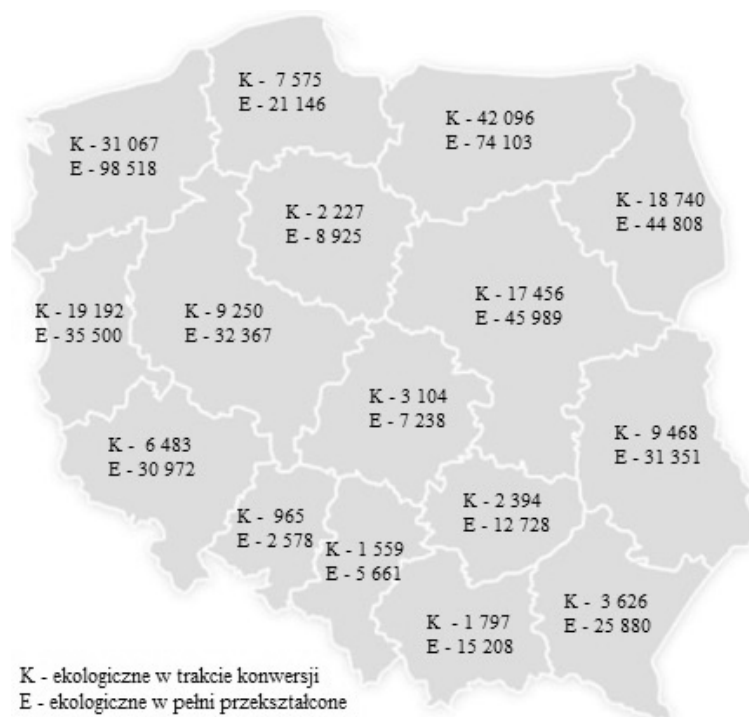 K -  7 575
E - 21 146
K - 42 096
E - 74 103
K - 31 067
E - 98 518
K - 2 227
E - 8 925
K - 18 740
E - 44 808
K - 19 192
E - 35 500
K - 9 250
E - 32 367
K - 17 456
E - 45 989
K - 3 104
E - 7 238
K -  9 468
E - 31 351
K -  6 483
E - 30 972
K -  965
E - 2 578
K - 1 559
E - 5 661
K - 2 394
E - 12 728
K - 1 797
E - 15 208
K -  3 626
E - 25 880
K - ekologiczne w trakcie konwersji
E - ekologiczne w pełni przekształcone